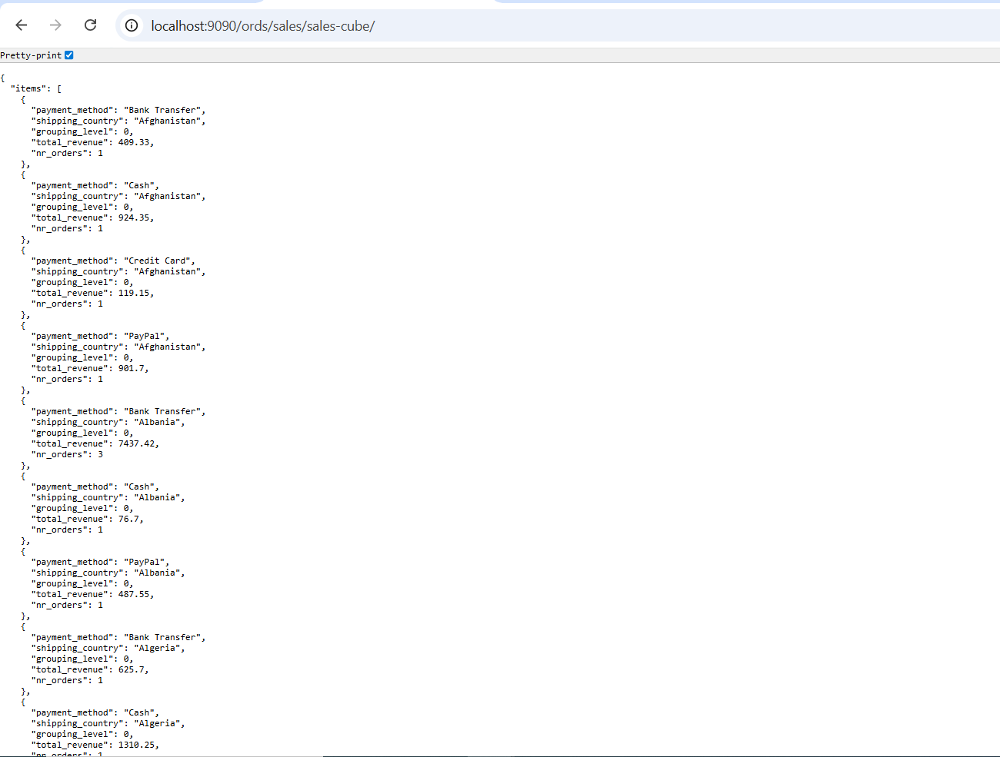 localhost:9090/ords/sales/sales-cube/
Pretty-print
{
  "items": [
    {
      "payment_method": "Bank Transfer",
      "shipping_country": "Afghanistan",
      "grouping_level": 0,
      "total_revenue": 409.33,
      "nr_orders": 1
    },
    {
      "payment_method": "Cash",
      "shipping_country": "Afghanistan",
      "grouping_level": 0,
      "total_revenue": 924.35,
      "nr_orders": 1
    },
    {
      "payment_method": "Credit Card",
      "shipping_country": "Afghanistan",
      "grouping_level": 0,
      "total_revenue": 119.15,
      "nr_orders": 1
    },
    {
      "payment_method": "PayPal",
      "shipping_country": "Afghanistan",
      "grouping_level": 0,
      "total_revenue": 901.7,
      "nr_orders": 1
    },
    {
      "payment_method": "Bank Transfer",
      "shipping_country": "Albania",
      "grouping_level": 0,
      "total_revenue": 7437.42,
      "nr_orders": 3
    },
    {
      "payment_method": "Cash",
      "shipping_country": "Albania",
      "grouping_level": 0,
      "total_revenue": 76.7,
      "nr_orders": 1
    },
    {
      "payment_method": "PayPal",
      "shipping_country": "Albania",
      "grouping_level": 0,
      "total_revenue": 487.55,
      "nr_orders": 1
    },
    {
      "payment_method": "Bank Transfer",
      "shipping_country": "Algeria",
      "grouping_level": 0,
      "total_revenue": 625.7,
      "nr_orders": 1
    },
    {
      "payment_method": "Cash",
      "shipping_country": "Algeria",
      "grouping_level": 0,
      "total_revenue": 1310.25,
      "nr_orders": 1